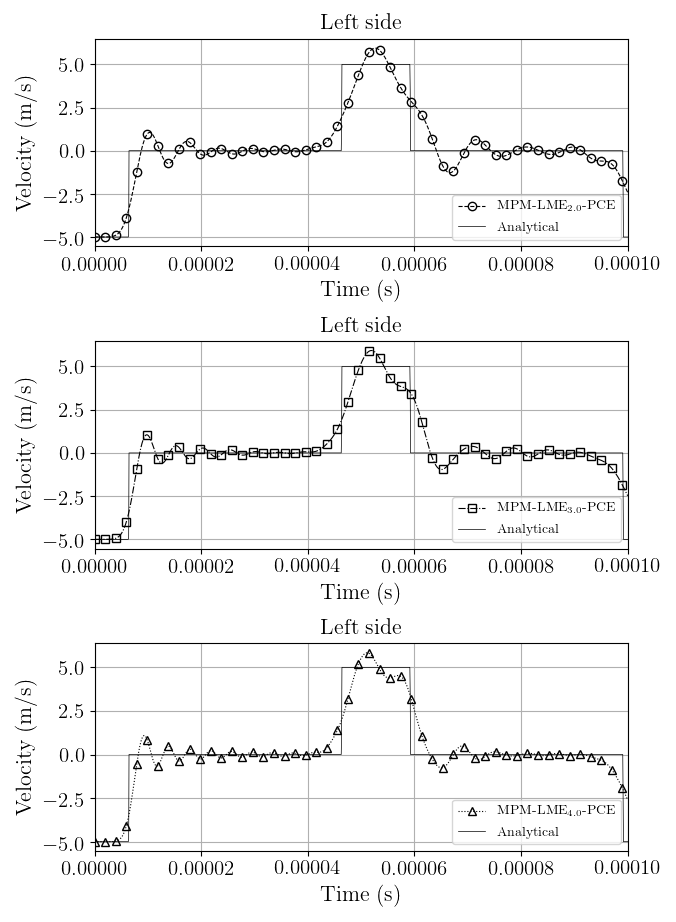 Left side
Velocity (m/s)
5.0
2.5
0.0
−2.5
−5.0
MPM-LME2.0-PCE
Analytical
0.00000 0.00002 0.00004 0.00006 0.00008 0.00010
Time (s)
Left side
Velocity (m/s)
5.0
2.5
0.0
−2.5
−5.0
MPM-LME3.0-PCE
Analytical
0.00000 0.00002 0.00004 0.00006 0.00008 0.00010
Time (s)
Left side
Velocity (m/s)
5.0
2.5
0.0
−2.5
−5.0
MPM-LME4.0-PCE
Analytical
0.00000 0.00002 0.00004 0.00006 0.00008 0.00010
Time (s)